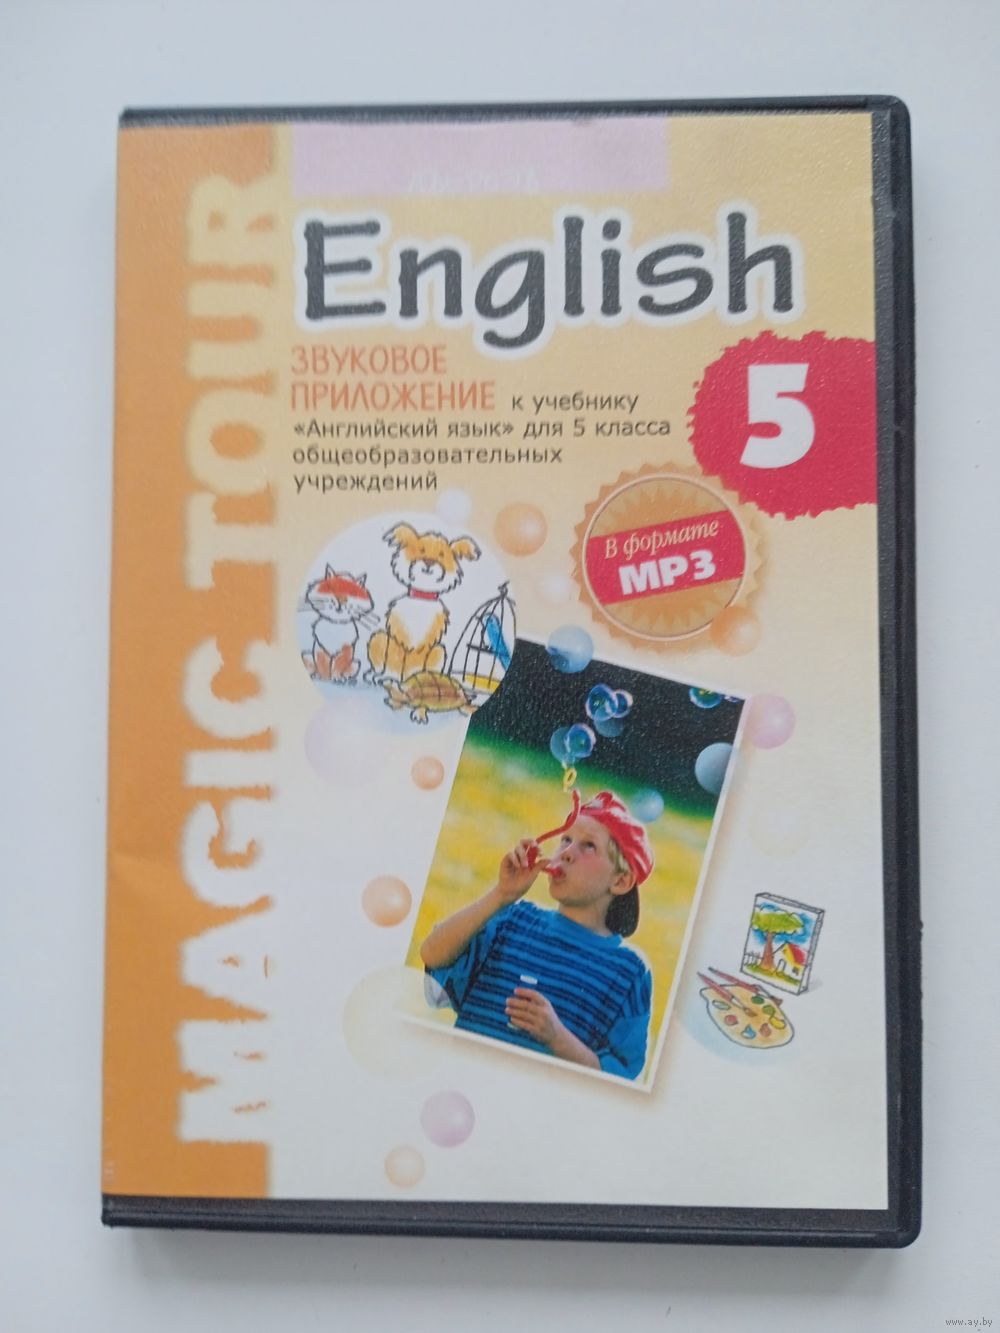 MAGIC TOUR
English
ЗВУКОВОЕ
ПРИЛОЖЕНИЕ к учебнику
«Английский язык» для 5 класса
общеобразовательных
учреждений
5
В формате
MP3
www.ay.by